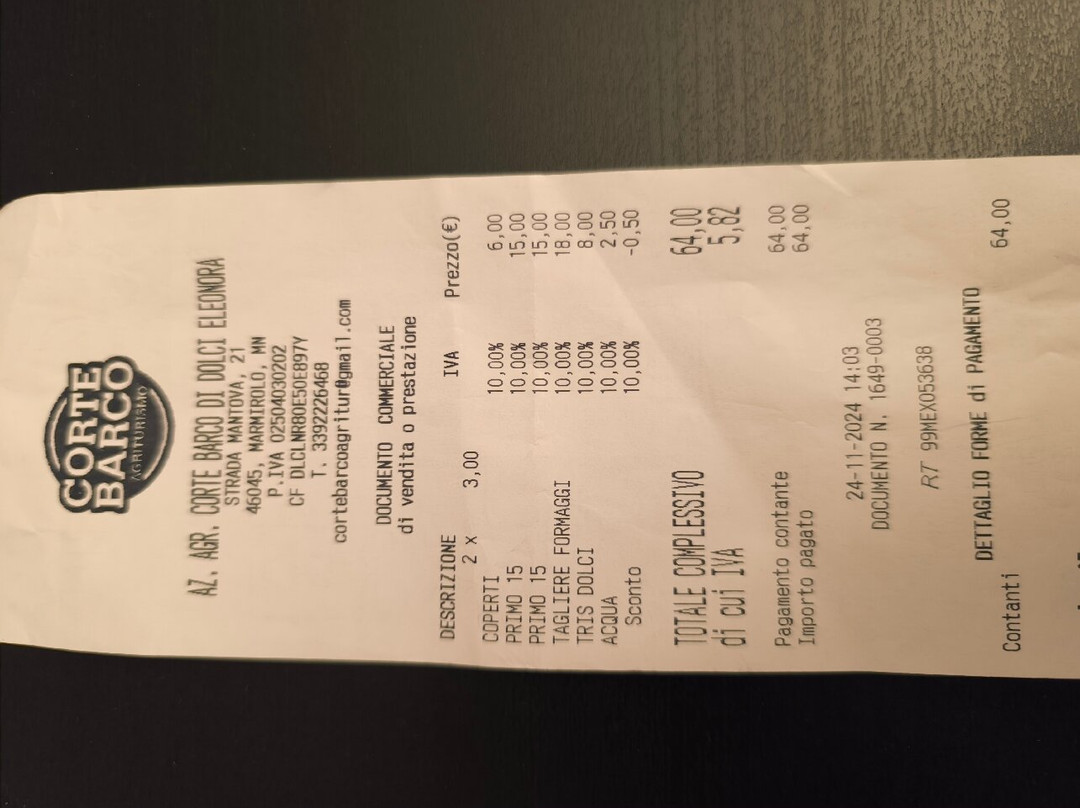 CORTE
BARCO
AGRITURISMO
AZ. AGR. CORTE BARCO DI DOLCI ELEONORA
STRADA MANTOVA, 21
46045, MARMIROLO, MN
P.IVA 02504030202
CF DLCLNR80E50E897Y
T. 3392226468
cortebarcoagritur@gmail.com
DOCUMENTO COMMERCIALE
di vendita o prestazione
DESCRIZIONE IVA Prezzo(€)
2 x 3,00
COPERTI 10,00% 6,00
PRIMO 15 10,00% 15,00
PRIMO 15 10,00% 15,00
TAGLIERE FORMAGGI 10,00% 18,00
TRIS DOLCI 10,00% 8,00
ACQUA 10,00% 2,50
Sconto 10,00% -0,50
TOTALE COMPLESSIVO 64,00
di cui IVA 5,82
Pagamento contante 64,00
Importo pagato 64,00
24-11-2024 14:03
DOCUMENTO N. 1649-0003
RT 99MEX053638
DETTAGLIO FORME di PAGAMENTO
Contanti 64,00